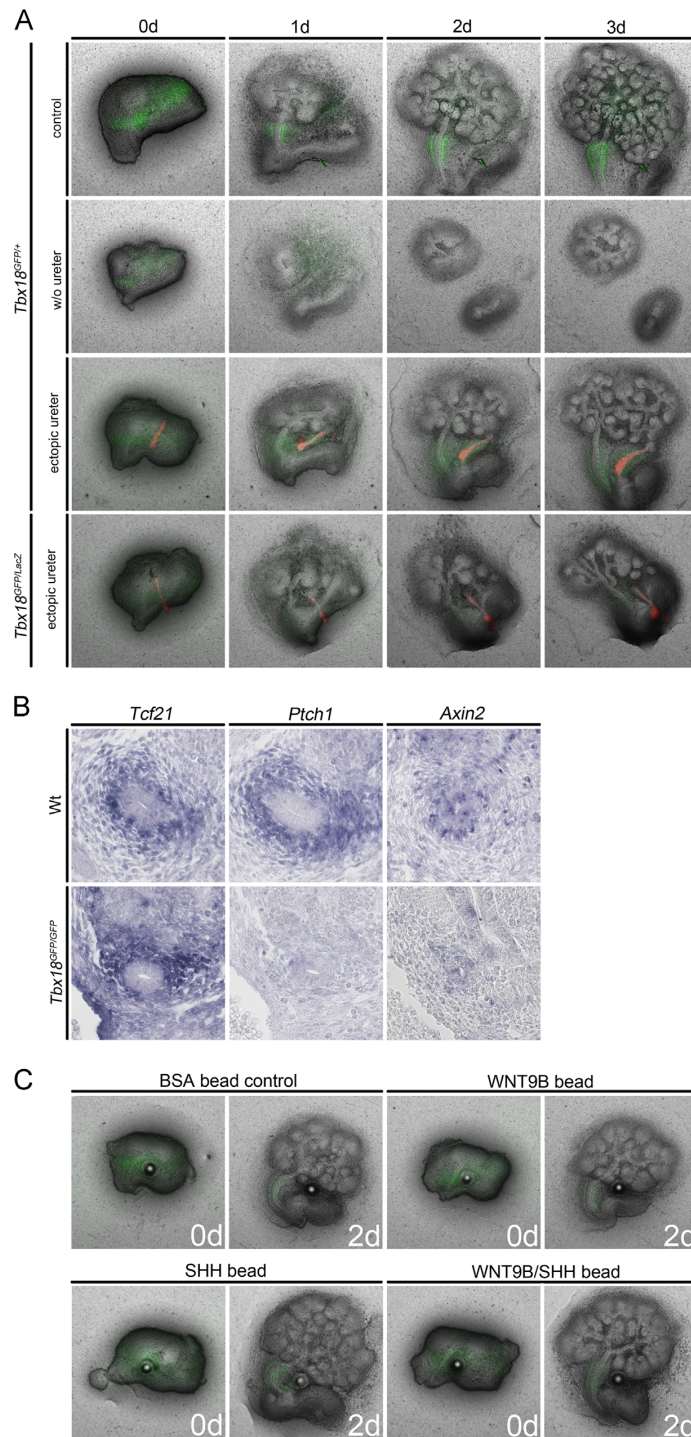 A
0d 1d 2d 3d
Tbx18GFP/+
control
w/o ureter
ectopic ureter
Tbx18GFP/LacZ
ectopic ureter
B
Tcf21 Ptch1 Axin2
Wt
Tbx18GFP/GFP
C
BSA bead control WNT9B bead
0d 2d 0d 2d
SHH bead WNT9B/SHH bead
0d 2d 0d 2d